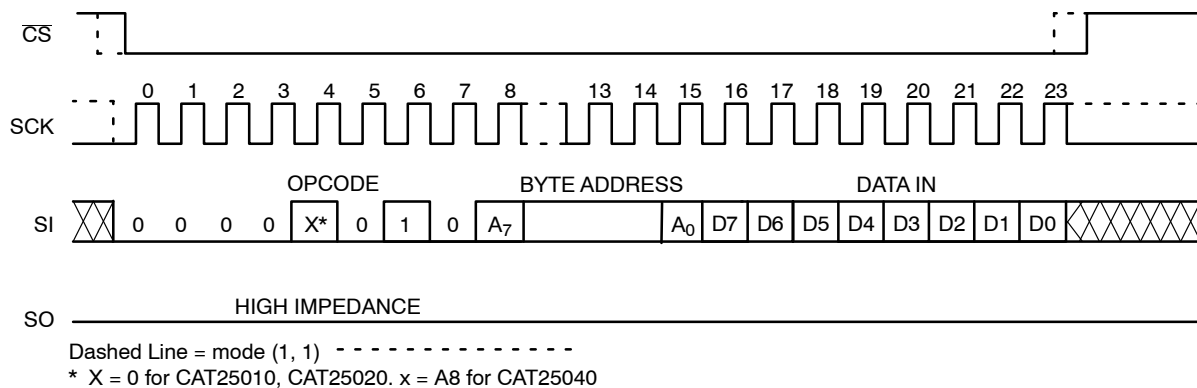 CS
0 1 2 3 4 5 6 7 8 13 14 15 16 17 18 19 20 21 22 23
SCK
OPCODE BYTE ADDRESS DATA IN
SI 0 0 0 0 X* 0 1 0 A7 A0 D7 D6 D5 D4 D3 D2 D1 D0
HIGH IMPEDANCE
SO
Dashed Line = mode (1, 1)
* X = 0 for CAT25010, CAT25020. x = A8 for CAT25040